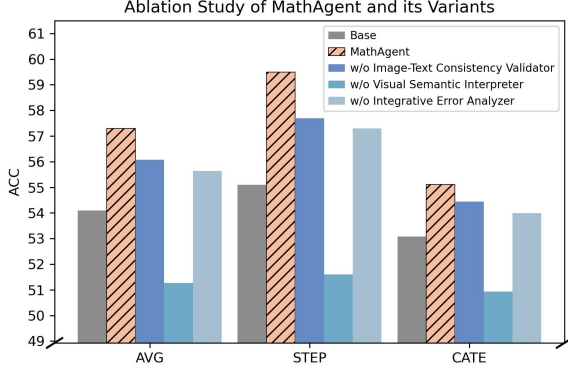 Ablation Study of MathAgent and its Variants
Base
MathAgent
w/o Image-Text Consistency Validator
w/o Visual Semantic Interpreter
w/o Integrative Error Analyzer
ACC
61
60
59
58
57
56
55
54
53
52
51
50
49
AVG STEP CATE